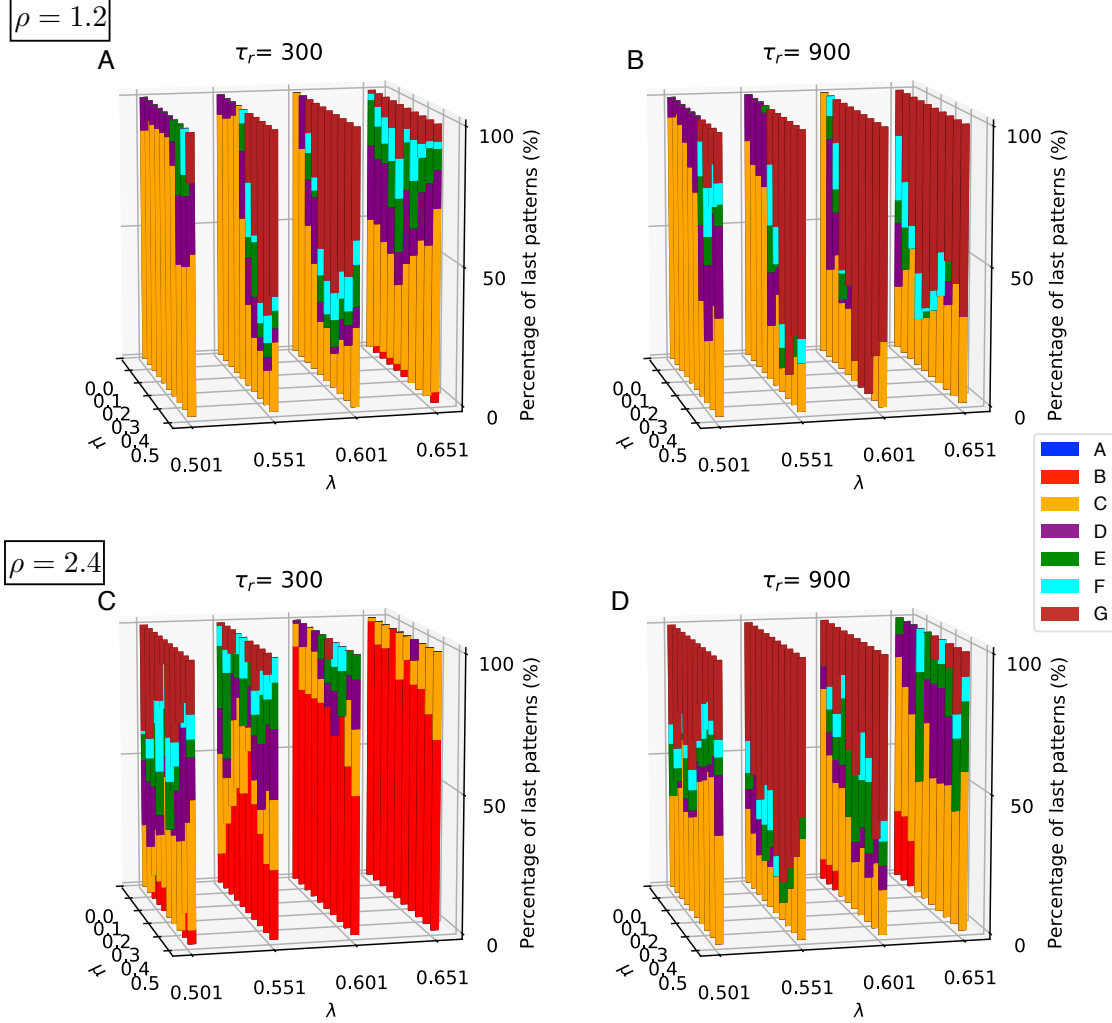 ρ = 1.2
A
τr= 300
B
τr= 900
100
50
0
Percentage of last patterns (%)
0.0
0.1
0.2
0.3
0.4
0.5
μ
0.501
0.551
0.601
0.651
λ
100
50
0
Percentage of last patterns (%)
0.0
0.1
0.2
0.3
0.4
0.5
μ
0.501
0.551
0.601
0.651
λ
A
B
C
D
E
F
G
ρ = 2.4
C
τr= 300
D
τr= 900
100
50
0
Percentage of last patterns (%)
0.0
0.1
0.2
0.3
0.4
0.5
μ
0.501
0.551
0.601
0.651
λ
100
50
0
Percentage of last patterns (%)
0.0
0.1
0.2
0.3
0.4
0.5
μ
0.501
0.551
0.601
0.651
λ